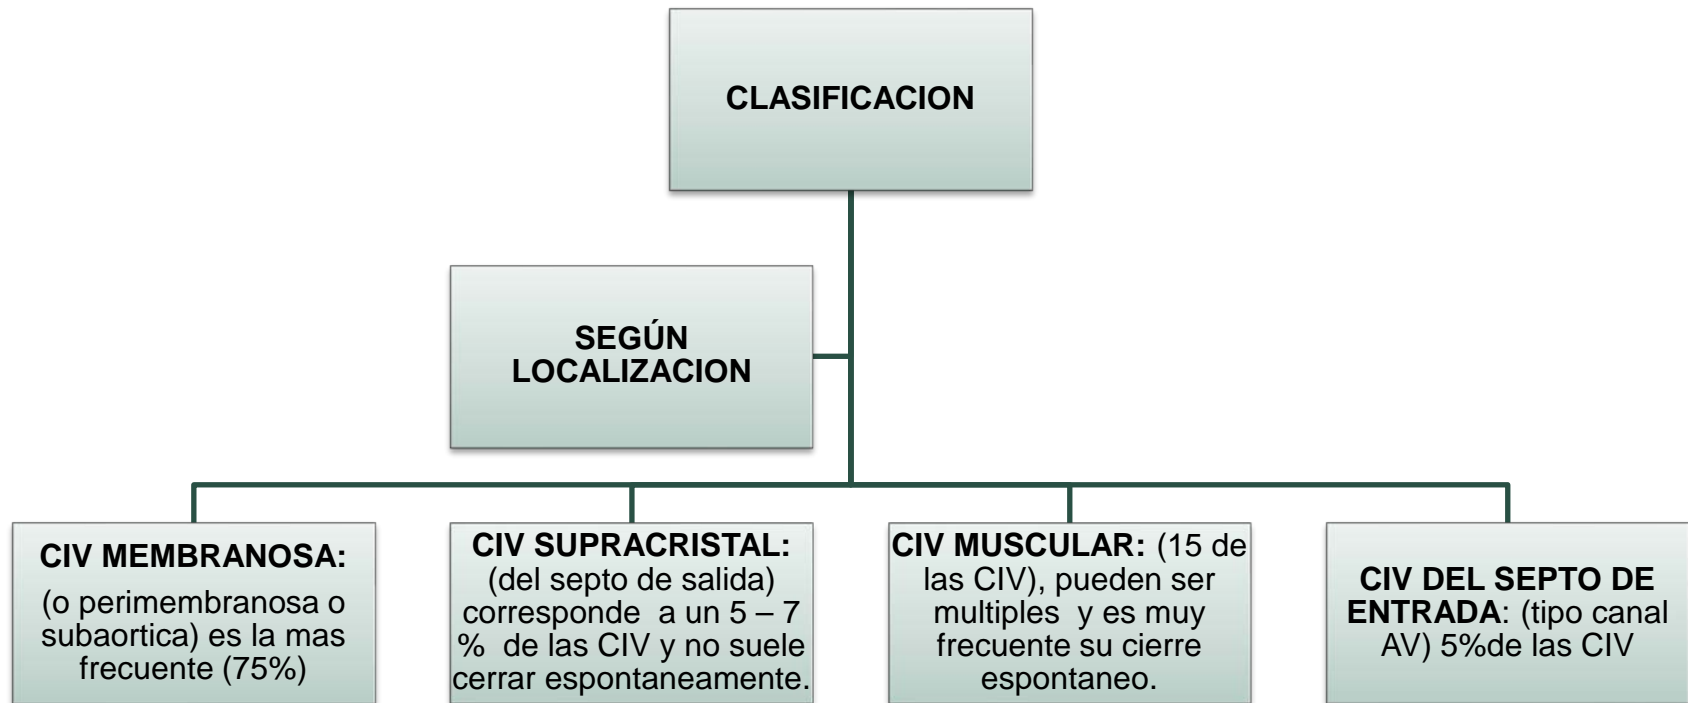 CLASIFICACION
SEGÚN
LOCALIZACION
CIV MEMBRANOSA:
(o perimembranosa o
subaortica) es la mas
frecuente (75%)
CIV SUPRACRISTAL:
(del septo de salida)
corresponde a un 5 – 7
% de las CIV y no suele
cerrar espontaneamente.
CIV MUSCULAR: (15 de
las CIV), pueden ser
multiples y es muy
frecuente su cierre
espontaneo.
CIV DEL SEPTO DE
ENTRADA: (tipo canal
AV) 5%de las CIV